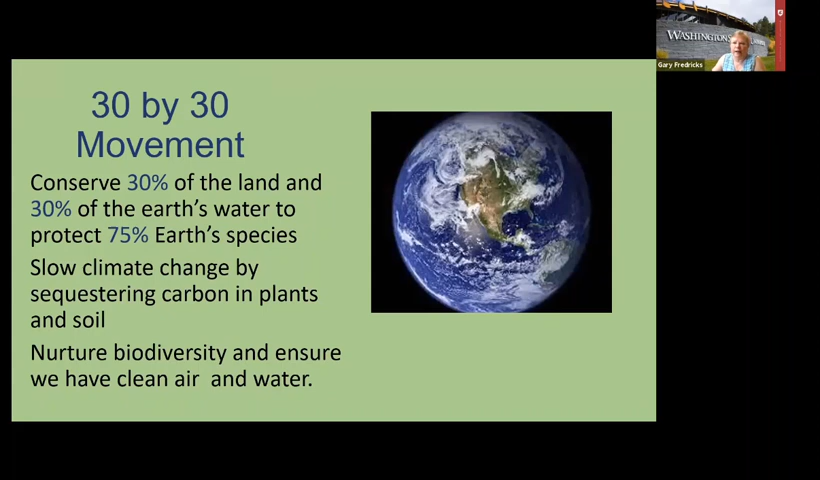 WASHINGTON
Gary Fredricks
30 by 30
Movement
Conserve 30% of the land and
30% of the earth's water to
protect 75% Earth's species
Slow climate change by
sequestering carbon in plants
and soil
Nurture biodiversity and ensure
we have clean air  and water.